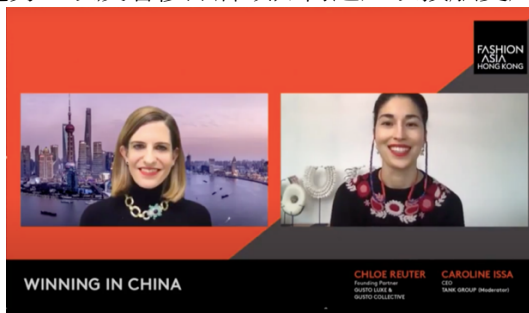 FASHION
ASIA
HONG KONG
WINNING IN CHINA
CHLOE REUTER
Founding Partner
GUSTO LUXE &
GUSTO COLLECTIVE
CAROLINE ISSA
CEO
TANK GROUP (Moderator)